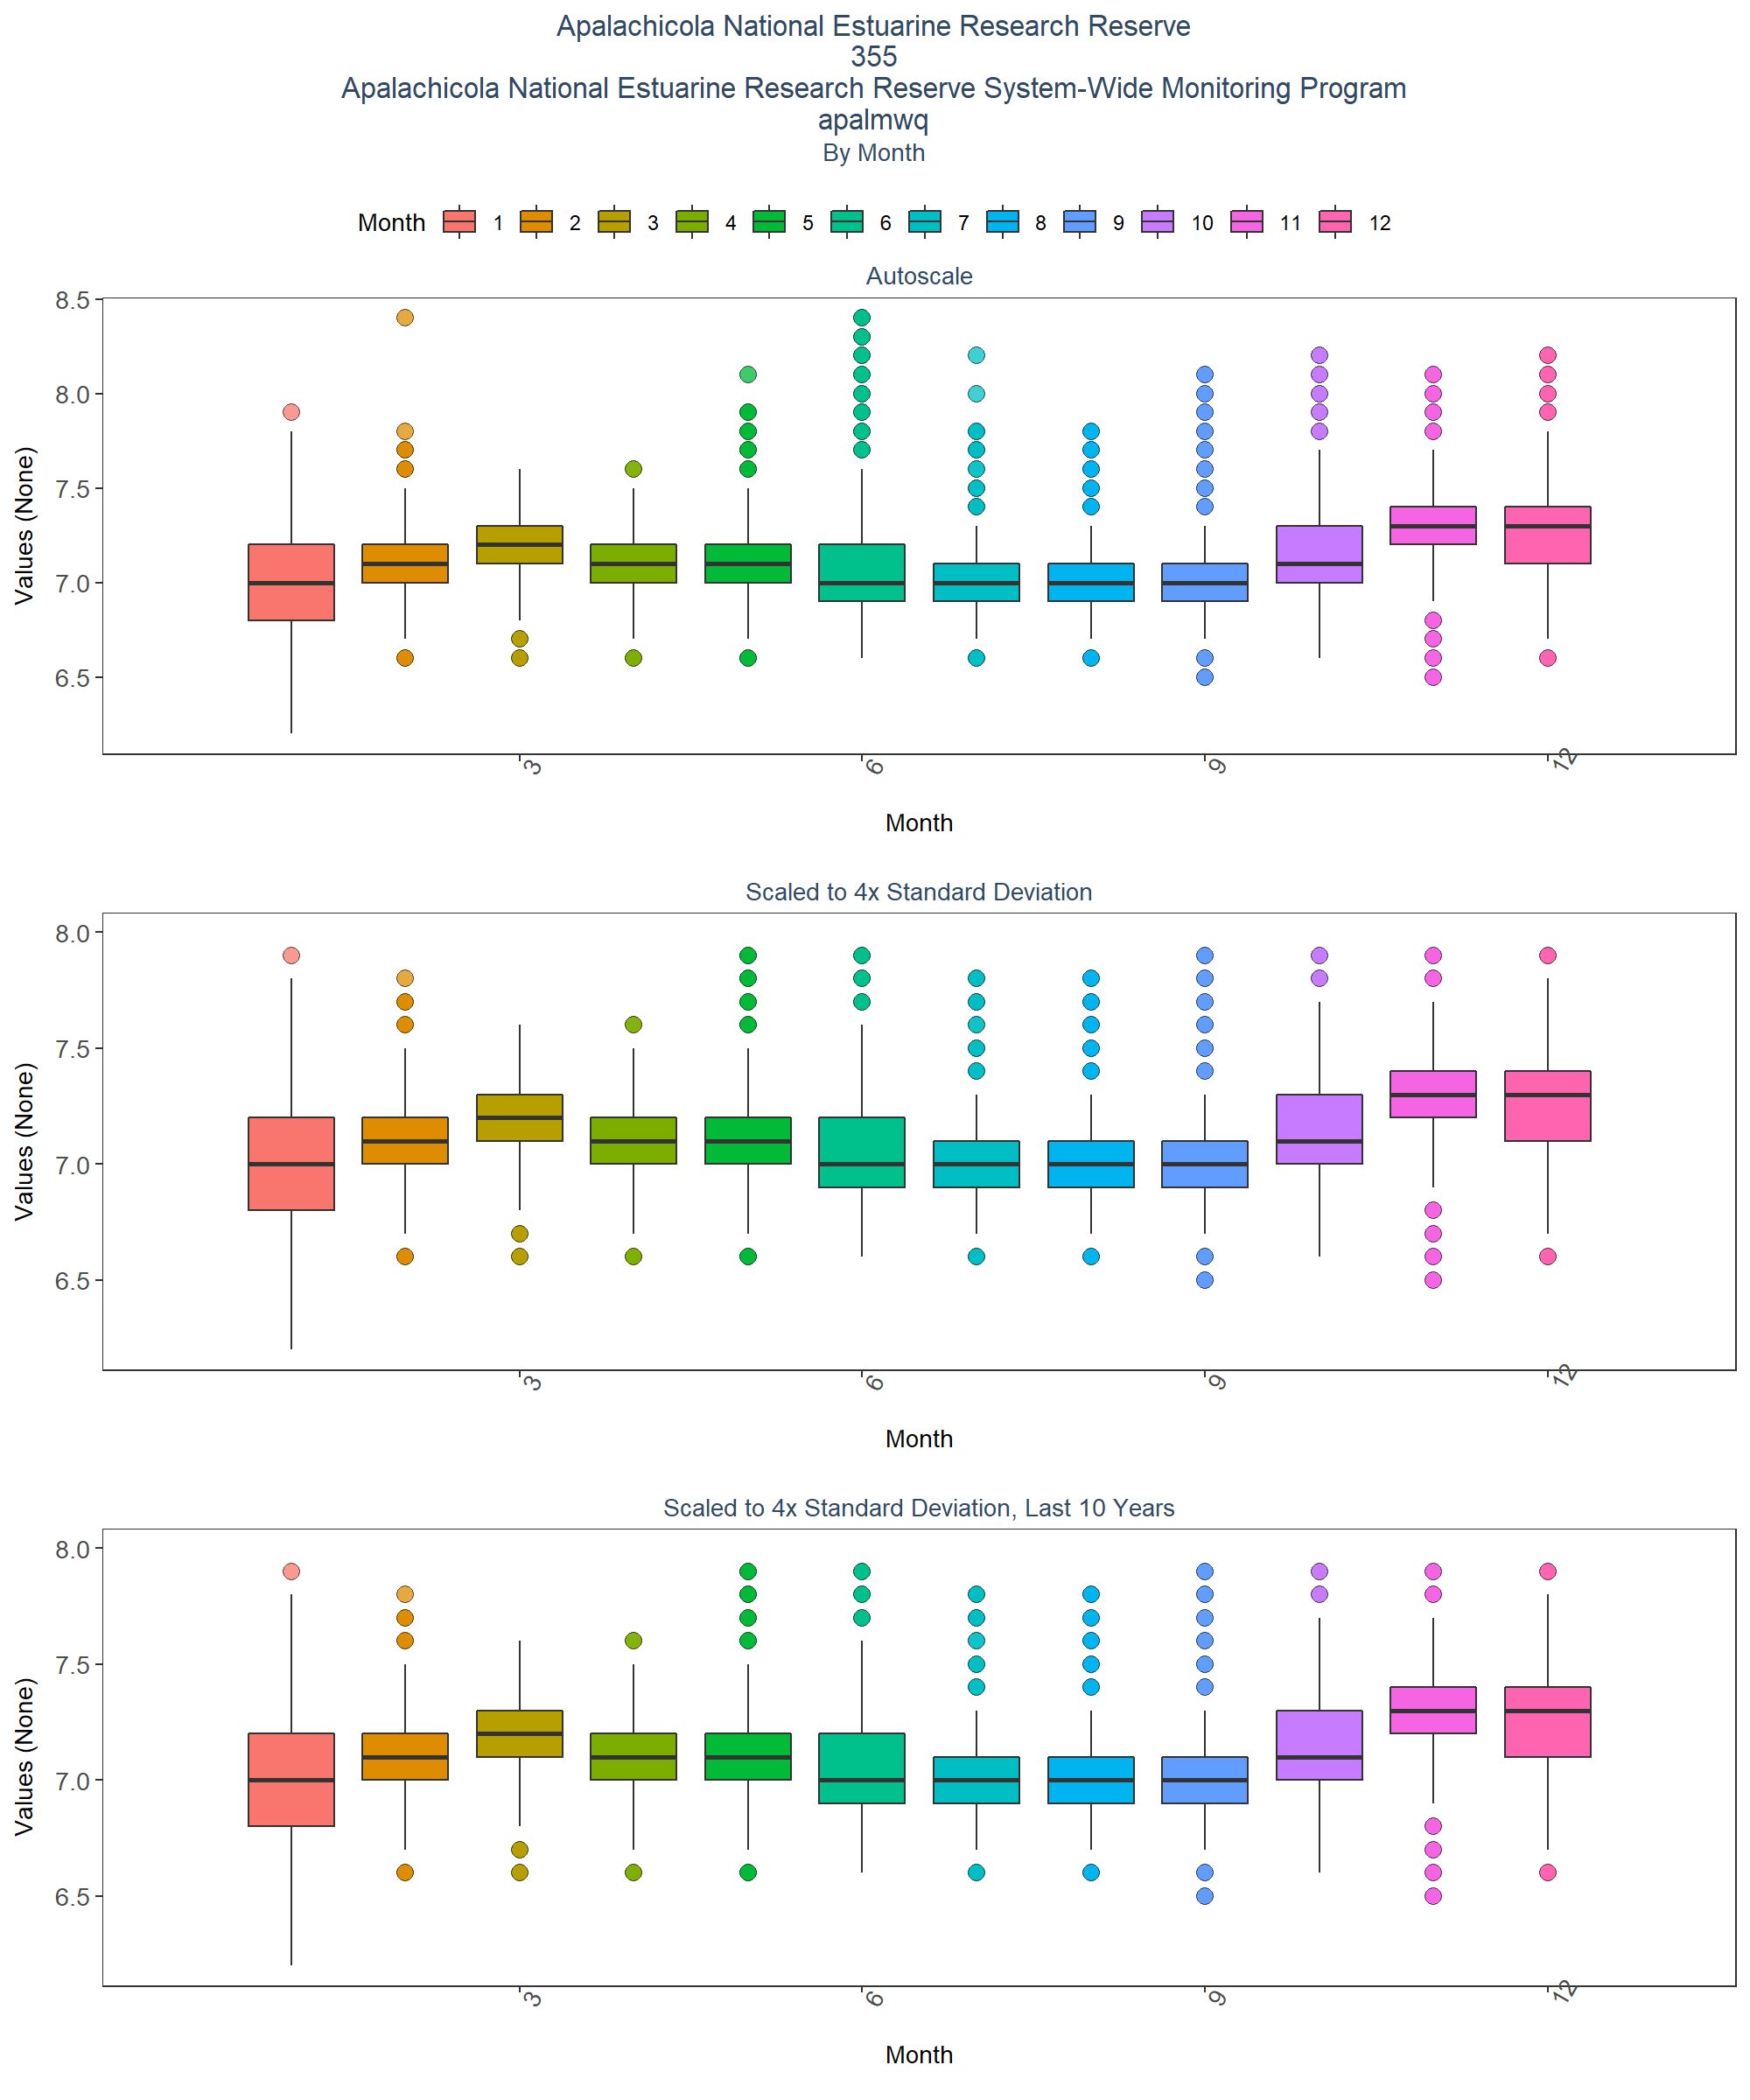 Apalachicola National Estuarine Research Reserve
355
Apalachicola National Estuarine Research Reserve System-Wide Monitoring Program
apalmwq
By Month
Month 1 2 3 4 5 6 7 8 9 10 11 12
Autoscale
8.5
8.0
7.5
7.0
6.5
Values (None)
3 6 9 12
Month
Scaled to 4x Standard Deviation
8.0
7.5
7.0
6.5
Values (None)
3 6 9 12
Month
Scaled to 4x Standard Deviation, Last 10 Years
8.0
7.5
7.0
6.5
Values (None)
3 6 9 12
Month